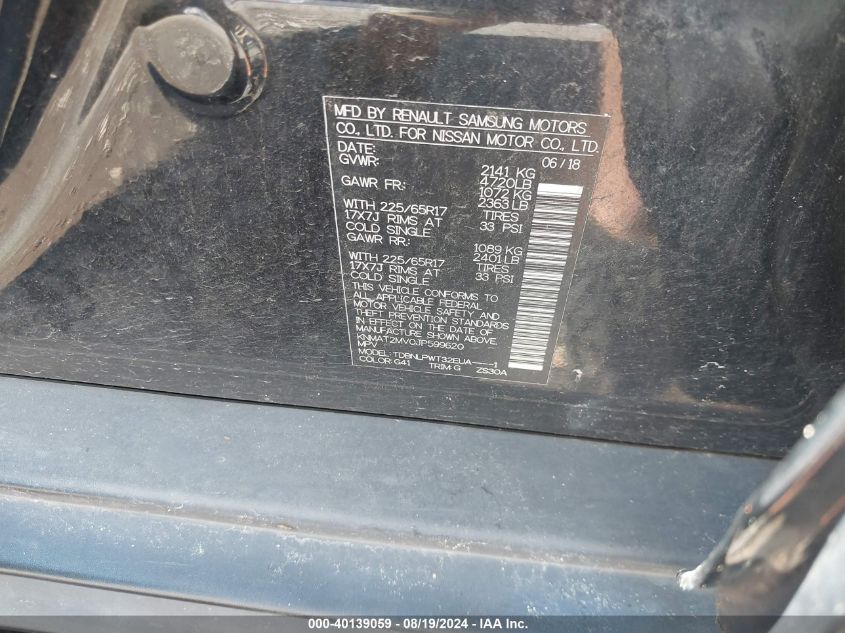 MFD BY RENAULT SAMSUNG MOTORS
CO., LTD. FOR NISSAN MOTOR CO., LTD.
DATE: 06/18
GVWR: 2141 KG
4720LB
GAWR FR: 1072 KG
2363LB
WITH 225/65R17 TIRES
17X7J RIMS AT 33 PSI
COLD SINGLE
GAWR RR: 1089 KG
2401LB
WITH 225/65R17 TIRES
17X7J RIMS AT 33 PSI
COLD SINGLE
THIS VEHICLE CONFORMS TO
ALL APPLICABLE FEDERAL
MOTOR VEHICLE SAFETY AND
THEFT PREVENTION STANDARDS
IN EFFECT ON THE DATE OF
MANUFACTURE SHOWN ABOVE.
KNMAT2MV0JP599620
MPV
MODEL: TDBNLPWT32EUA-----1
COLOR: G41 TRIM: G ZS30A
000-40139059 - 08/19/2024 - IAA Inc.